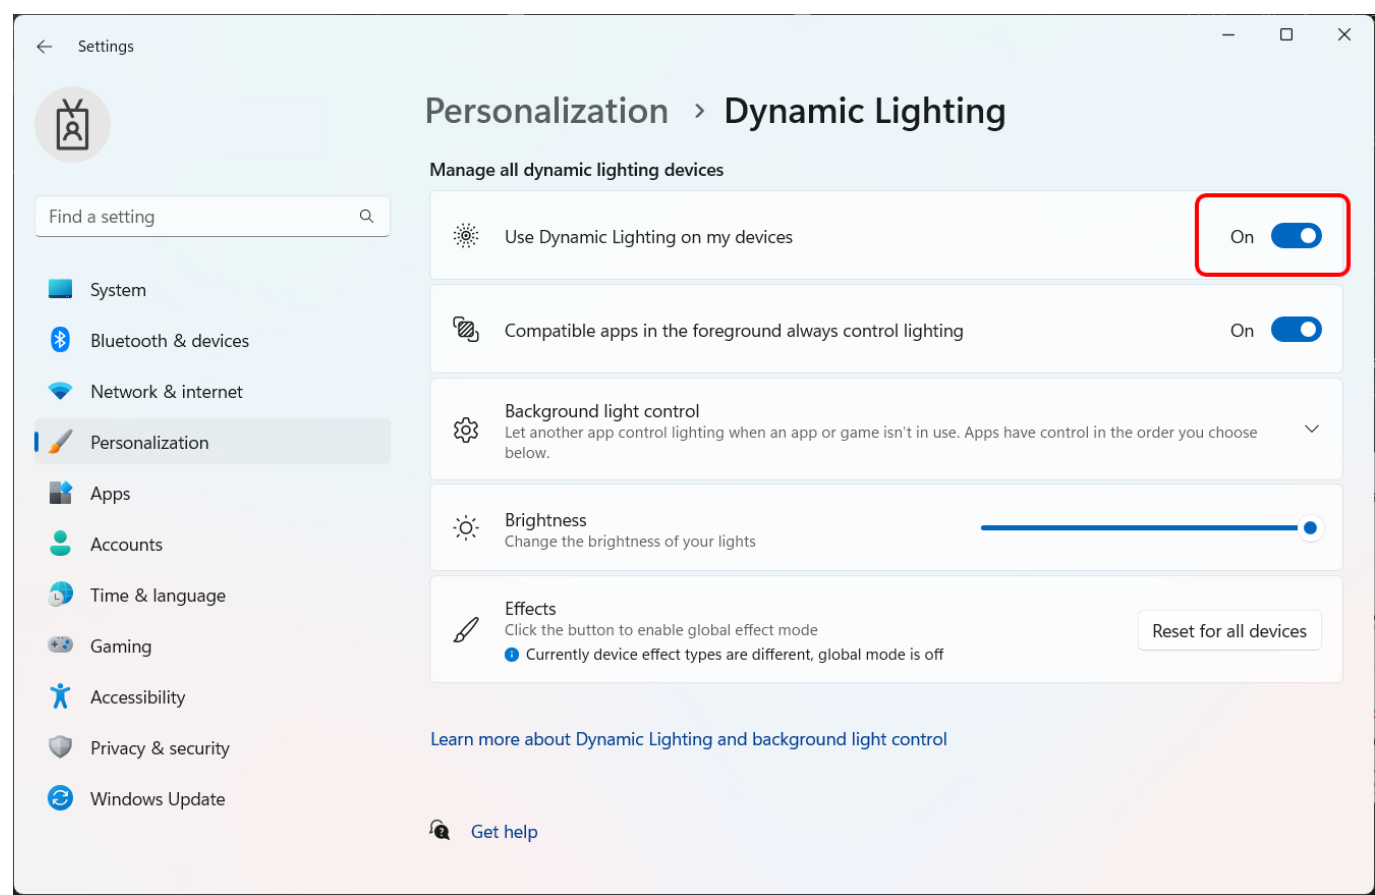 Settings
Personalization > Dynamic Lighting
Manage all dynamic lighting devices
Find a setting
Use Dynamic Lighting on my devices
On
System
Bluetooth & devices
Compatible apps in the foreground always control lighting
On
Network & internet
Personalization
Background light control
Let another app control lighting when an app or game isn't in use. Apps have control in the order you choose
below.
Apps
Accounts
Brightness
Change the brightness of your lights
Time & language
Gaming
Effects
Click the button to enable global effect mode
Currently device effect types are different, global mode is off
Reset for all devices
Accessibility
Privacy & security
Windows Update
Learn more about Dynamic Lighting and background light control
Get help